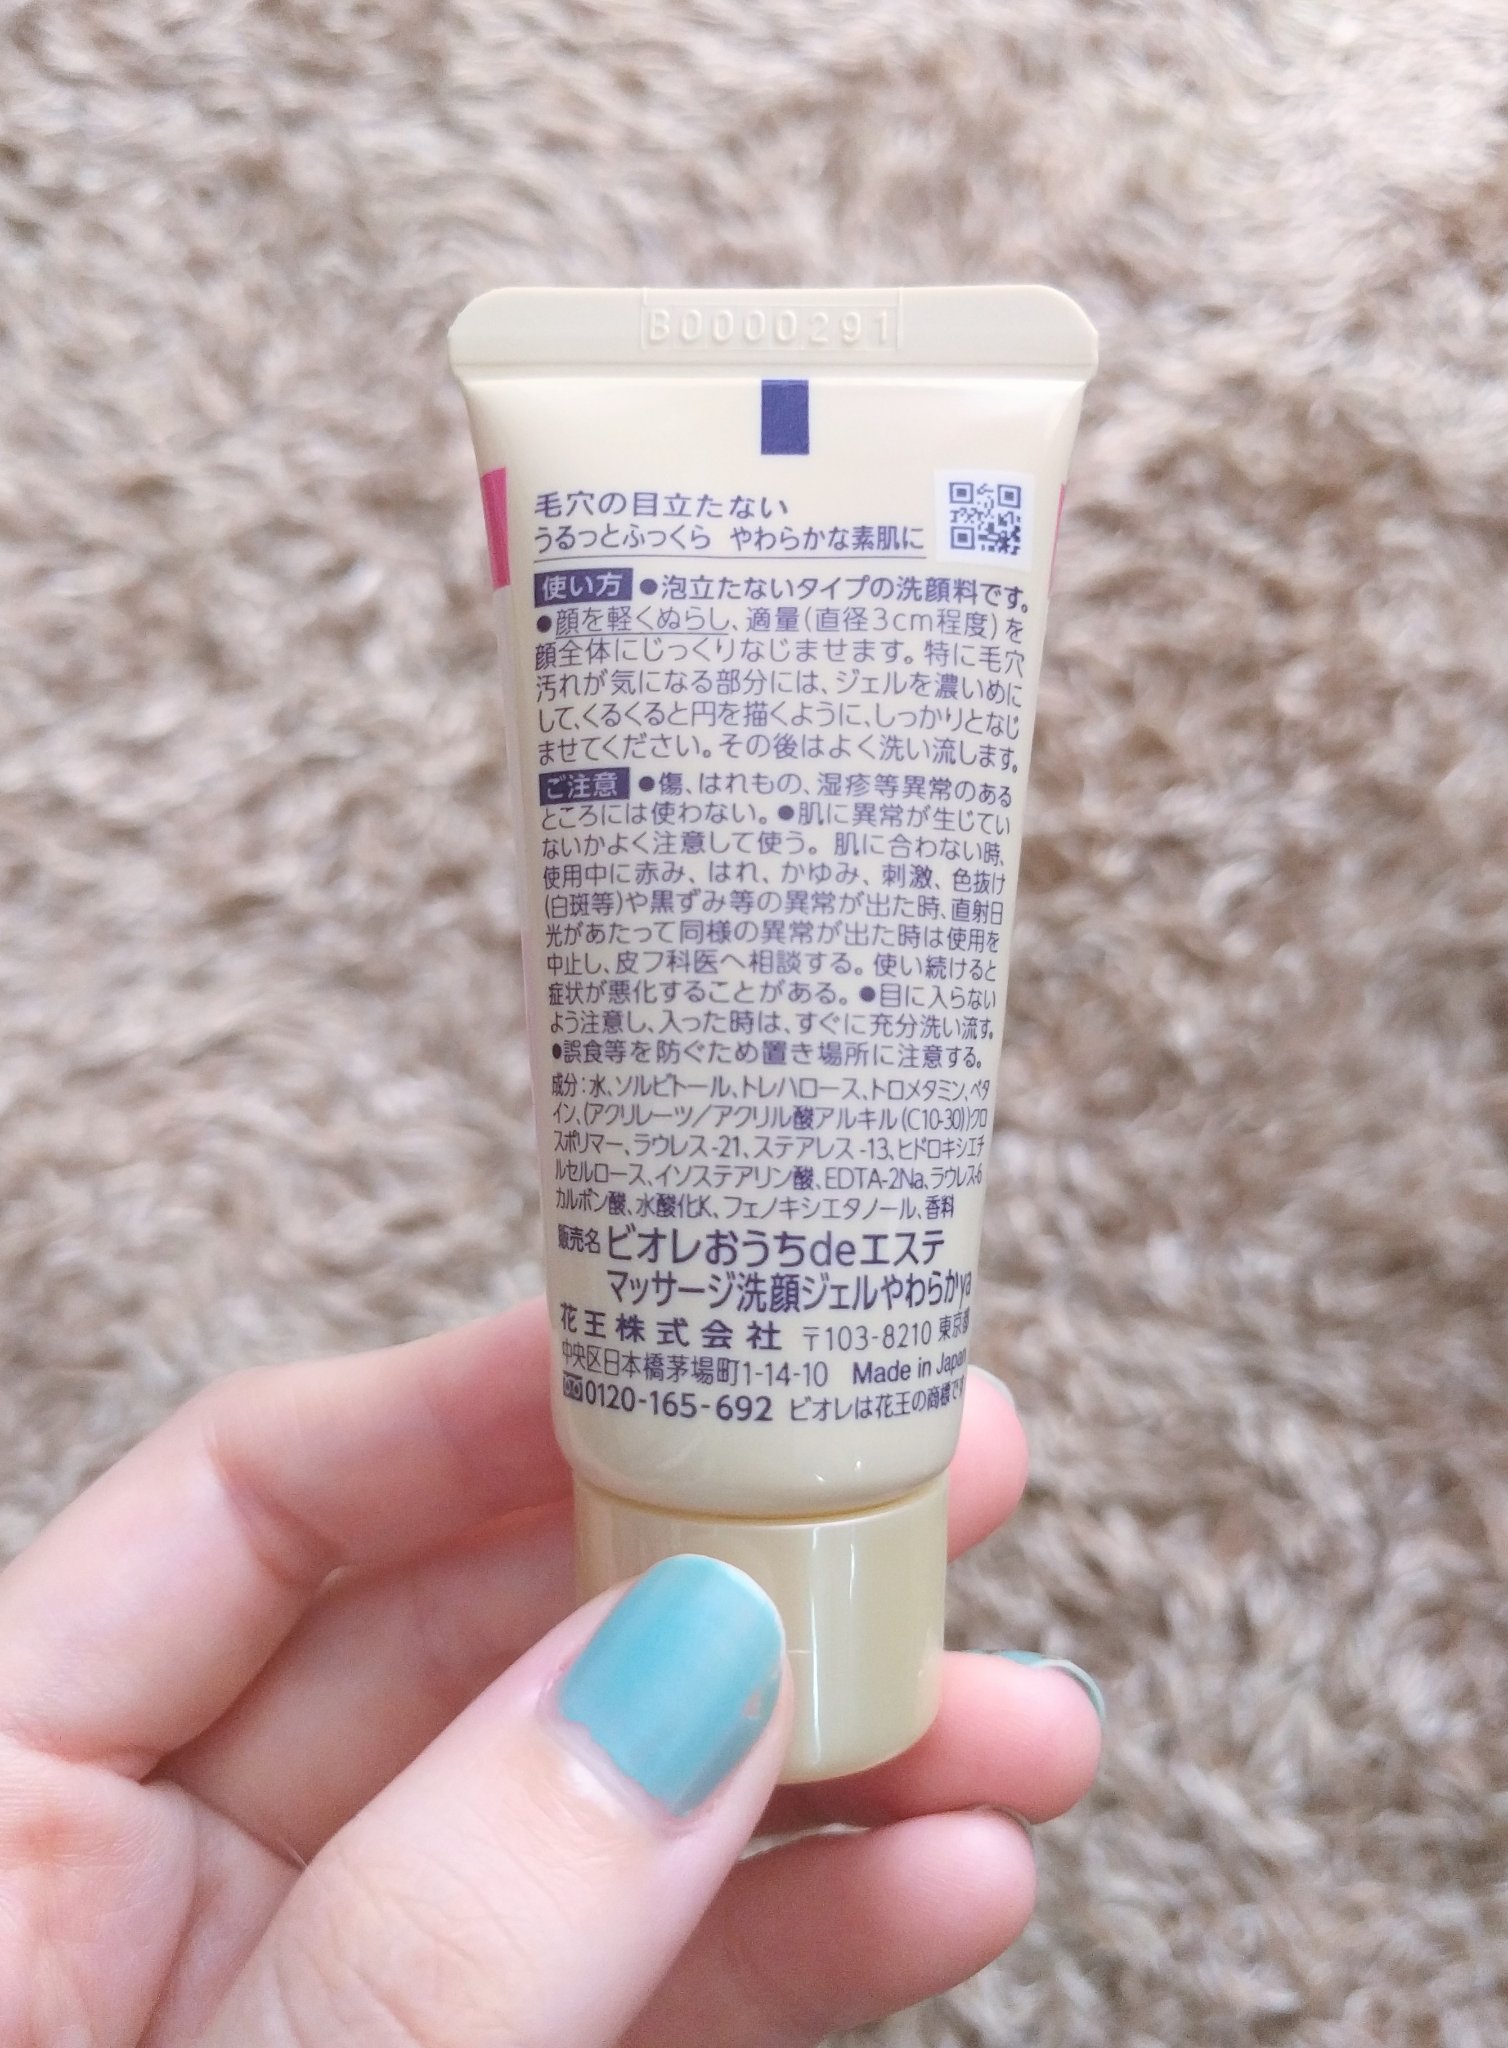 B0000291
毛穴の目立たない
うるっとふっくら やわらかな素肌に
使い方 ●泡立たないタイプの洗顔料です。
●顔を軽くぬらし、適量(直径3cm程度)を
顔全体にじっくりなじませます。特に毛穴
汚れが気になる部分には、ジェルを濃いめに
して、くるくると円を描くように、しっかりとなじ
ませてください。その後はよく洗い流します。
ご注意 ●傷、はれもの、湿疹等異常のある
ところには使わない。●肌に異常が生じてい
ないかよく注意して使う。肌に合わない時、
使用中に赤み、はれ、かゆみ、刺激、色抜け
(白斑等)や黒ずみ等の異常が出た時、直射日
光があたって同様の異常が出た時は使用を
中止し、皮フ科医へ相談する。使い続けると
症状が悪化することがある。●目に入らない
よう注意し、入った時は、すぐに充分洗い流す。
●誤食等を防ぐため置き場所に注意する。
成分:水、ソルビトール、トレハロース、トロメタミン、ベタ
イン、(アクリレーツ/アクリル酸アルキル(C10-30))クロ
スポリマー、ラウレス-21、ステアレス-13、ヒドロキシエチ
ルセルロース、イソステアリン酸、EDTA-2Na、ラウレス-6
カルボン酸、水酸化K、フェノキシエタノール、香料
販売名 ビオレおうちdeエステ
マッサージ洗顔ジェルやわらかya
花王株式会社 〒103-8210 東京都
中央区日本橋茅場町1-14-10 Made in Japan
0120-165-692 ビオレは花王の商標です